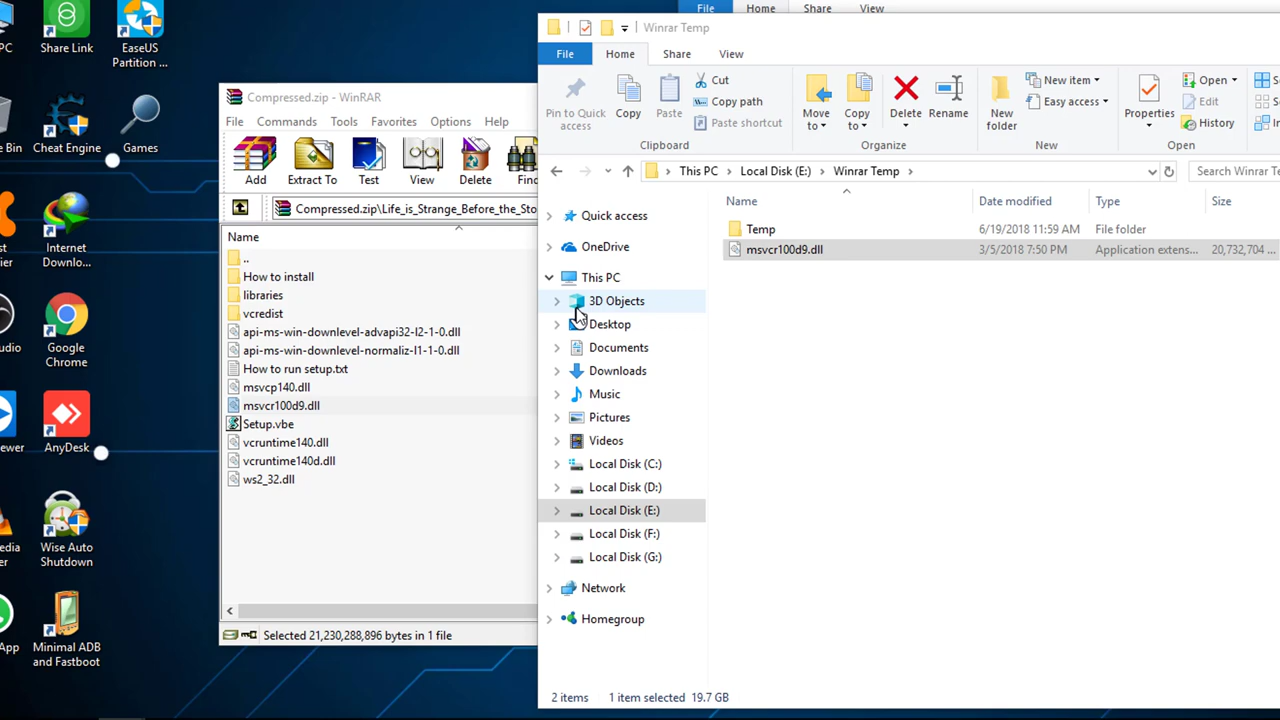 File Home Share View
PC
Share Link
EaseUS
Partition ...
Bin
Cheat Engine
Games
Internet
Downlo...
Google
Chrome
AnyDesk
Wise Auto
Shutdown
App
Minimal ADB
and Fastboot
Compressed.zip - WinRAR
File Commands Tools Favorites Options Help
Add Extract To Test View Delete Find
Compressed.zip\Life_is_Strange_Before_the_Sto
Name
..
How to install
libraries
vcredist
api-ms-win-downlevel-advapi32-l2-1-0.dll
api-ms-win-downlevel-normaliz-l1-1-0.dll
How to run setup.txt
msvcp140.dll
msvcr100d9.dll
Setup.vbe
vcruntime140.dll
vcruntime140d.dll
ws2_32.dll
Selected 21,230,288,896 bytes in 1 file
Winrar Temp
File Home Share View
Pin to Quick
access
Copy
Paste
Cut
Copy path
Paste shortcut
Clipboard
Move
to
Copy
to
Delete
Rename
Organize
New
folder
New item
Easy access
New
Properties
Open
Edit
History
Open
This PC > Local Disk (E:) > Winrar Temp >
Search Winrar Te
Name Date modified Type Size
Temp 6/19/2018 11:59 AM File folder
msvcr100d9.dll 3/5/2018 7:50 PM Application extens... 20,732,704 ...
Quick access
OneDrive
This PC
3D Objects
Desktop
Documents
Downloads
Music
Pictures
Videos
Local Disk (C:)
Local Disk (D:)
Local Disk (E:)
Local Disk (F:)
Local Disk (G:)
Network
Homegroup
2 items 1 item selected 19.7 GB